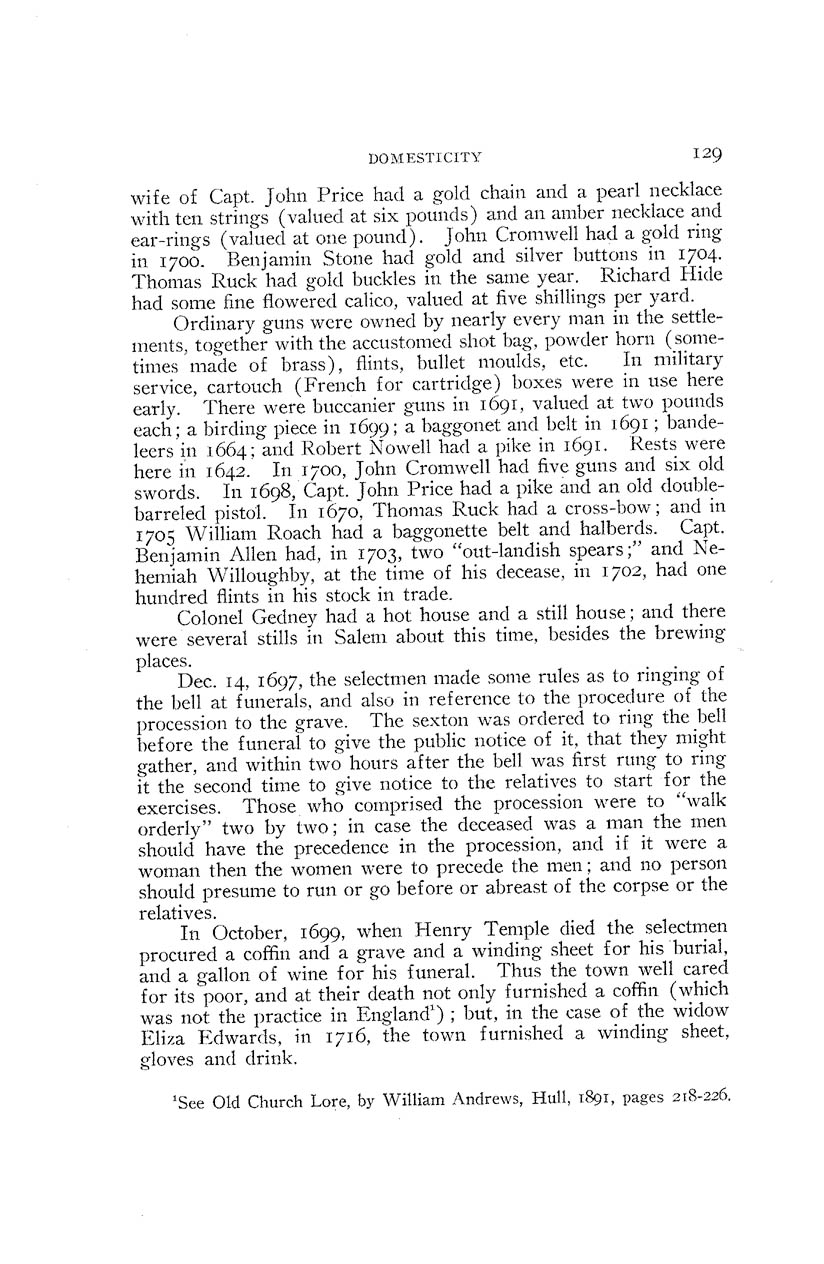 DOMESTICITY 129
wife of Capt. John Price had a gold chain and a pearl necklace
with ten strings (valued at six pounds) and an amber necklace and
ear-rings (valued at one pound). John Cromwell had a gold ring
in 1700. Benjamin Stone had gold and silver buttons in 1704.
Thomas Ruck had gold buckles in the same year. Richard Hide
had some fine flowered calico, valued at five shillings per yard.
Ordinary guns were owned by nearly every man in the settle-
ments, together with the accustomed shot bag, powder horn (some-
times made of brass), flints, bullet moulds, etc. In military
service, cartouch (French for cartridge) boxes were in use here
early. There were buccanier guns in 1691, valued at two pounds
each; a birding piece in 1699; a baggonet and belt in 1691; bande-
leers in 1664; and Robert Nowell had a pike in 1691. Rests were
here in 1642. In 1700, John Cromwell had five guns and six old
swords. In 1698, Capt. John Price had a pike and an old double-
barreled pistol. In 1670, Thomas Ruck had a cross-bow; and in
1705 William Roach had a baggonette belt and halberds. Capt.
Benjamin Allen had, in 1703, two "out-landish spears;" and Ne-
hemiah Willoughby, at the time of his decease, in 1702, had one
hundred flints in his stock in trade.
Colonel Gedney had a hot house and a still house; and there
were several stills in Salem about this time, besides the brewing
places.
Dec. 14, 1697, the selectmen made some rules as to ringing of
the bell at funerals, and also in reference to the procedure of the
procession to the grave. The sexton was ordered to ring the bell
before the funeral to give the public notice of it, that they might
gather, and within two hours after the bell was first rung to ring
it the second time to give notice to the relatives to start for the
exercises. Those who comprised the procession were to "walk
orderly" two by two; in case the deceased was a man the men
should have the precedence in the procession, and if it were a
woman then the women were to precede the men; and no person
should presume to run or go before or abreast of the corpse or the
relatives.
In October, 1699, when Henry Temple died the selectmen
procured a coffin and a grave and a winding sheet for his burial,
and a gallon of wine for his funeral. Thus the town well cared
for its poor, and at their death not only furnished a coffin (which
was not the practice in England¹); but, in the case of the widow
Eliza Edwards, in 1716, the town furnished a winding sheet,
gloves and drink.
¹See Old Church Lore, by William Andrews, Hull, 1891, pages 218-226.